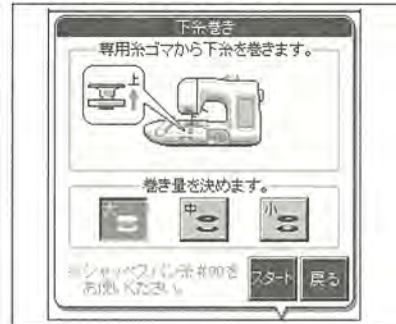 下糸巻き
専用糸ゴマから下糸を巻きます。
上
巻き量を決めます。
大 中 小
※シャッペスパン糸#90を
お使いください。
スタート 戻る